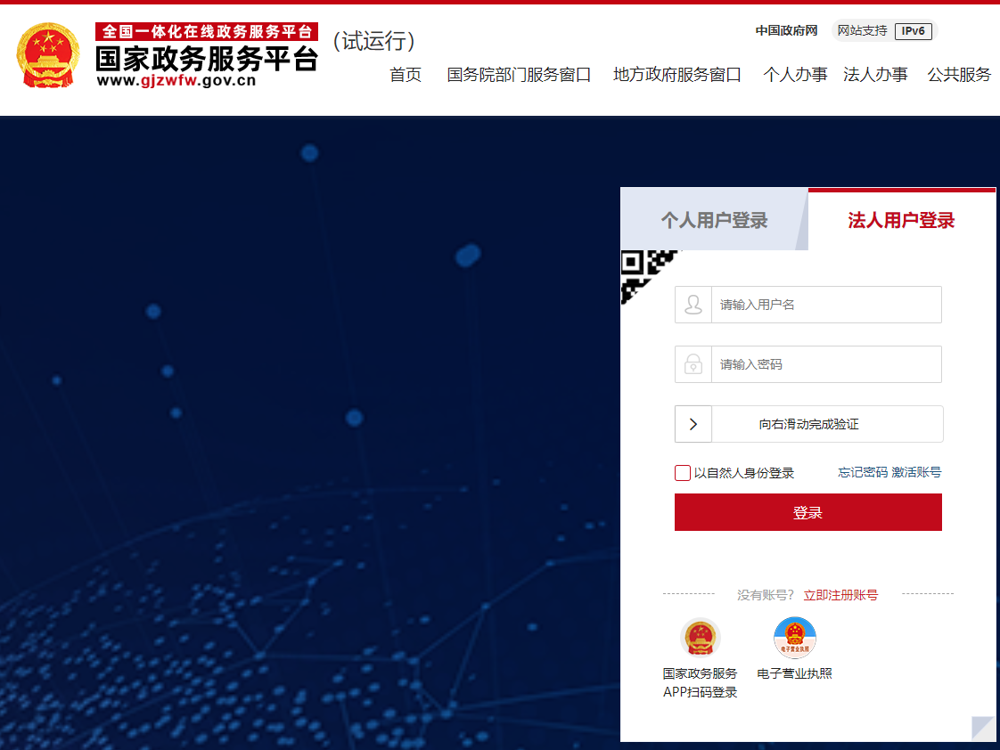 全国一体化在线政务服务平台
国家政务服务平台
www.gjzwfw.gov.cn
（试运行）
中国政府网
网站支持 IPv6
首页 国务院部门服务窗口 地方政府服务窗口 个人办事 法人办事 公共服务
个人用户登录 法人用户登录
请输入用户名
请输入密码
向右滑动完成验证
以自然人身份登录 忘记密码 激活账号
登录
没有账号? 立即注册账号
电子营业执照
国家政务服务
APP扫码登录
电子营业执照